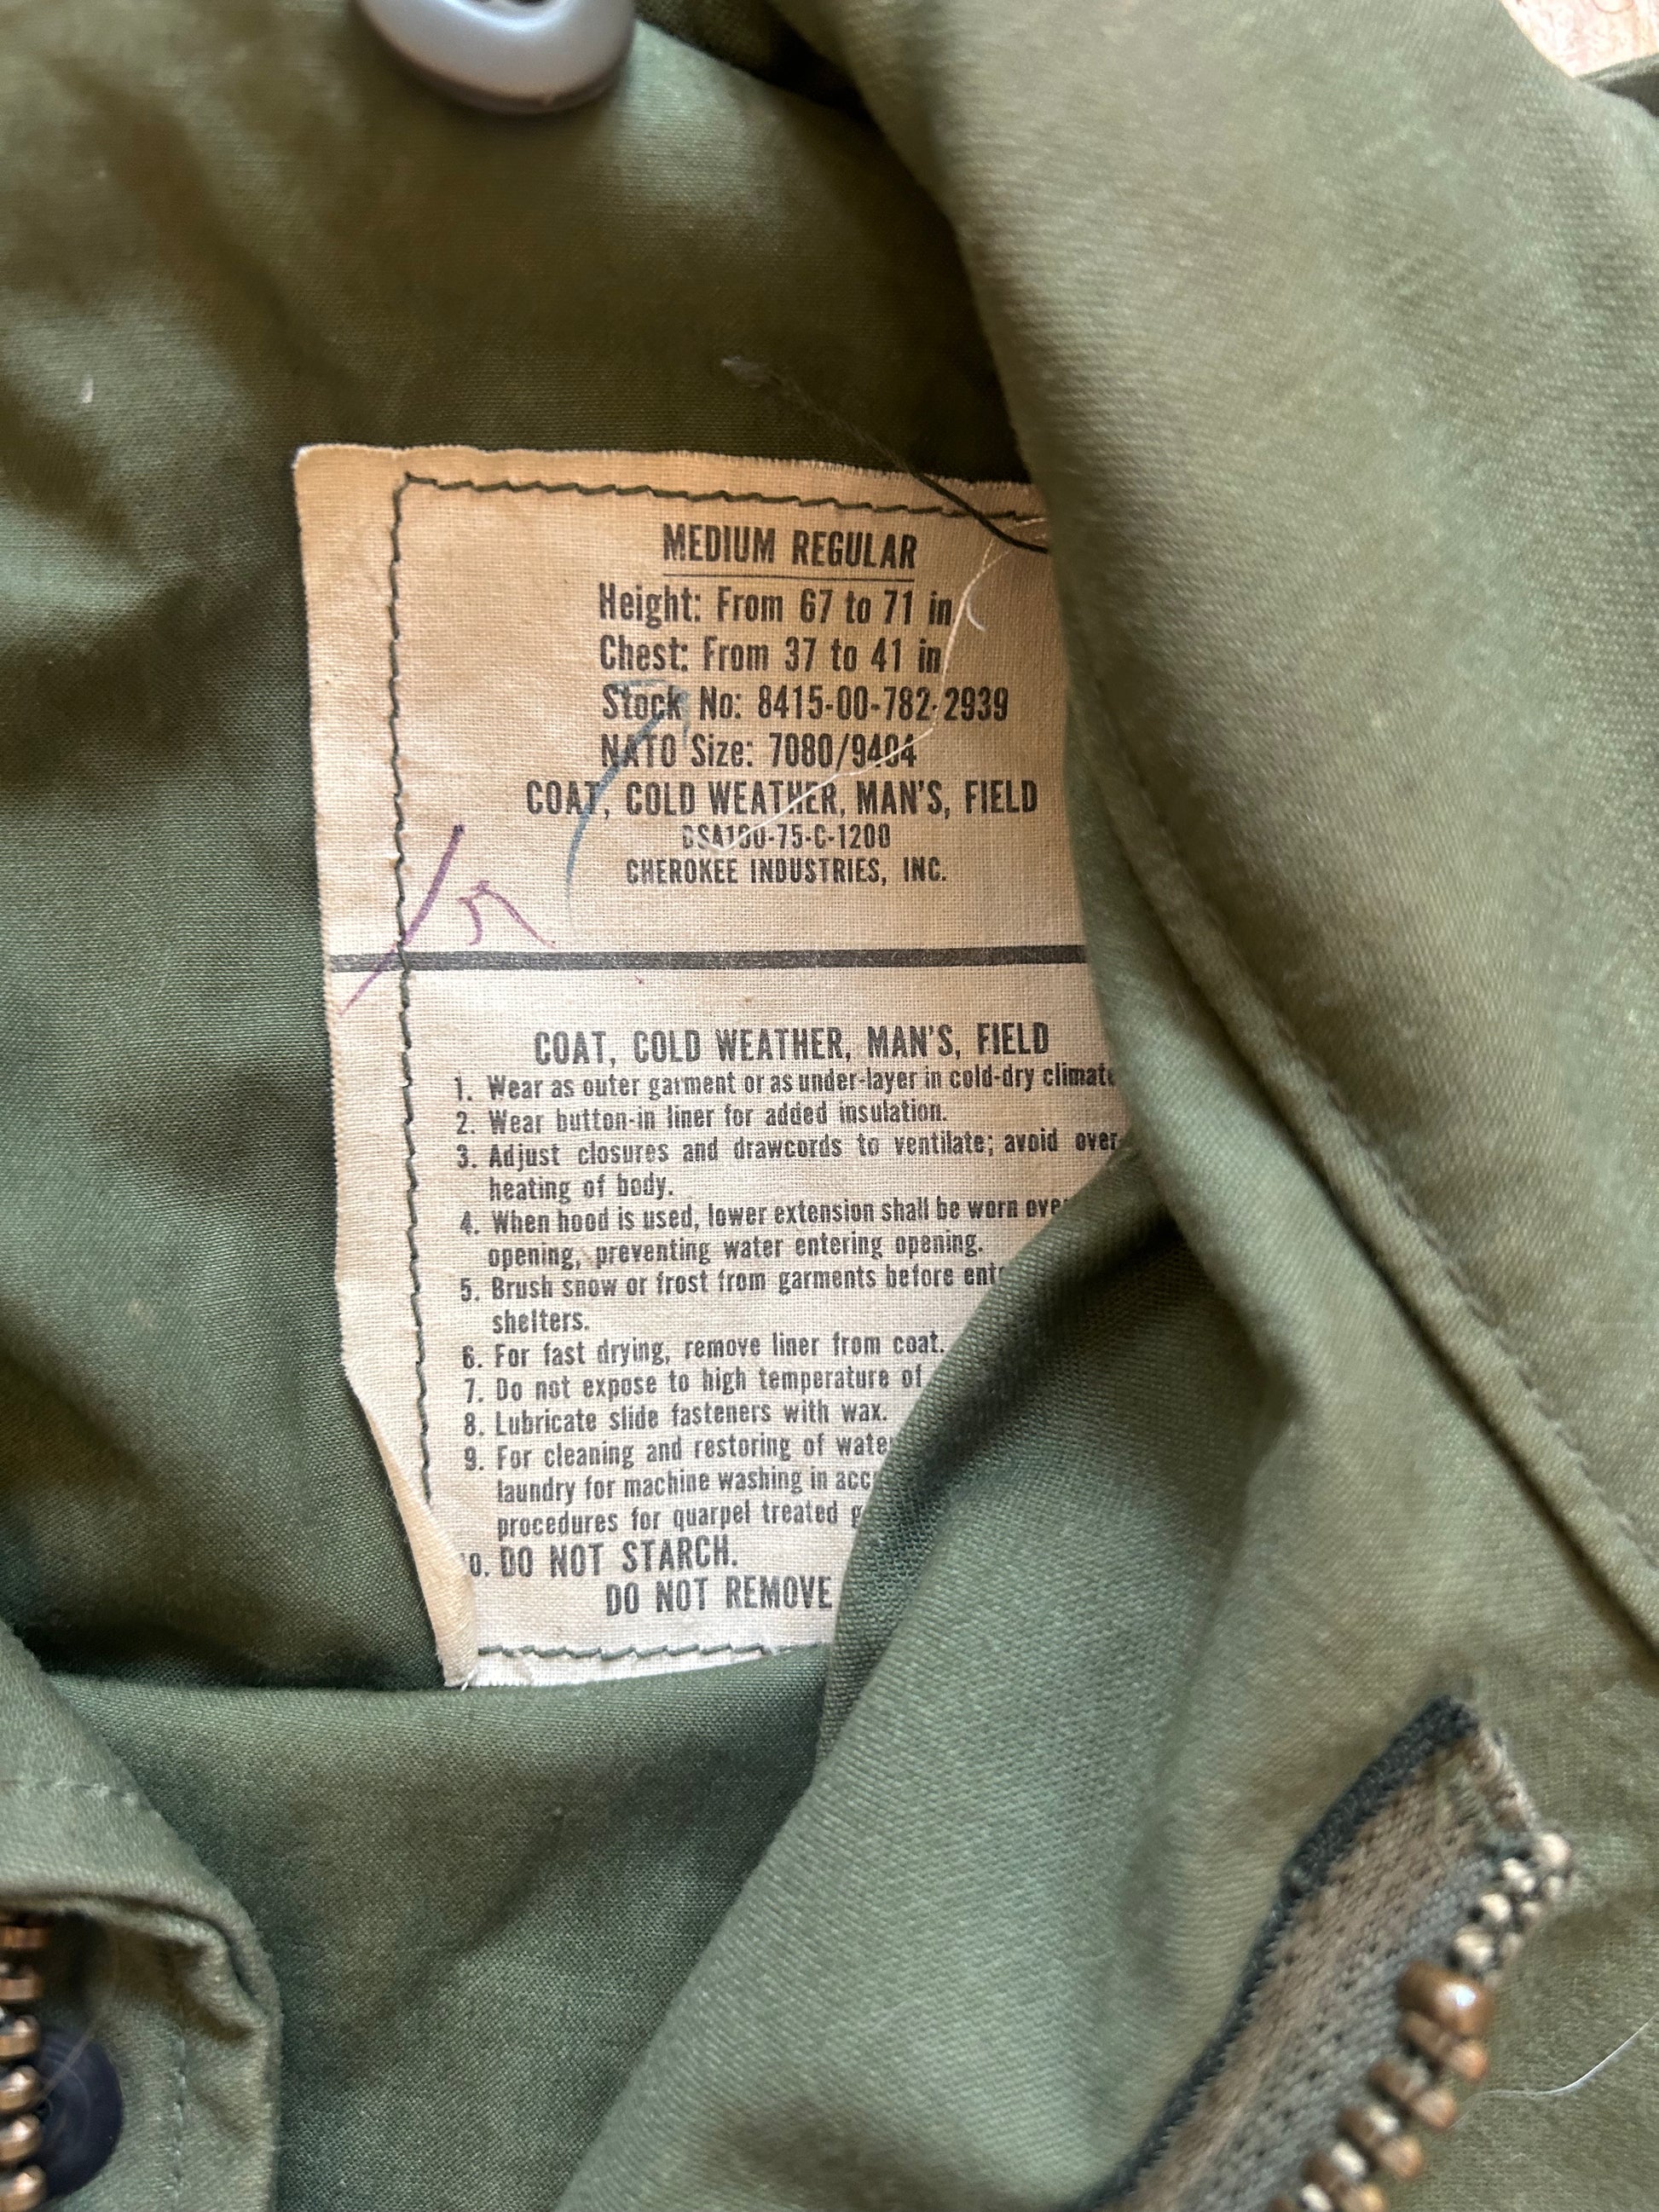 MEDIUM REGULAR
Height: From 67 to 71 in
Chest: From 37 to 41 in
Stock No: 8415-00-782-2939
NATO Size: 7080/9404
COAT, COLD WEATHER, MAN'S, FIELD
DSA100-75-C-1200
CHEROKEE INDUSTRIES, INC.
COAT, COLD WEATHER, MAN'S, FIELD
1. Wear as outer garment or as under-layer in cold-dry climate
2. Wear button-in liner for added insulation.
3. Adjust closures and drawcords to ventilate; avoid over-
heating of body.
4. When hood is used, lower extension shall be worn over
opening, preventing water entering opening.
5. Brush snow or frost from garments before
shelters.
6. For fast drying, remove liner from coat.
7. Do not expose to high temperature of
8. Lubricate slide fasteners with wax.
9. For cleaning and restoring of
laundry for machine washing in
procedures for quarpel treated
10. DO NOT STARCH.
DO NOT REMOVE